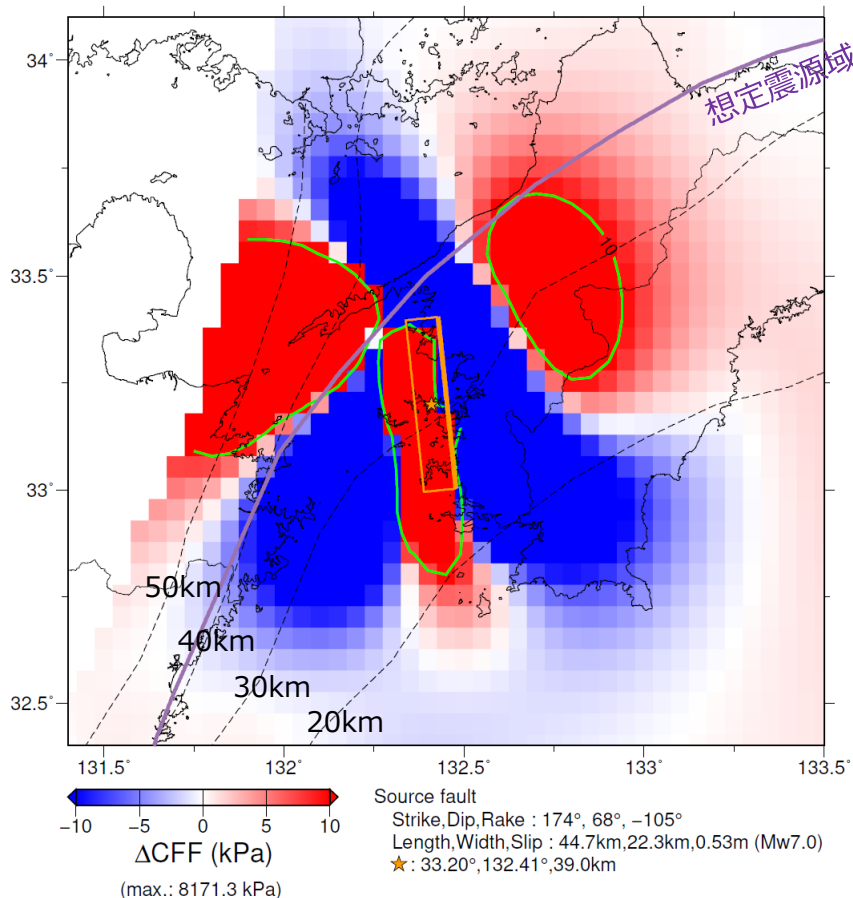 34°
想定震源域
10
33.5°
33°
50km
40km
30km
20km
32.5°
131.5° 132° 132.5° 133° 133.5°
−10 −5 0 5 10
ΔCFF (kPa)
(max.: 8171.3 kPa)
Source fault
Strike,Dip,Rake : 174°, 68°, −105°
Length,Width,Slip : 44.7km,22.3km,0.53m (Mw7.0)
★: 33.20°,132.41°,39.0km